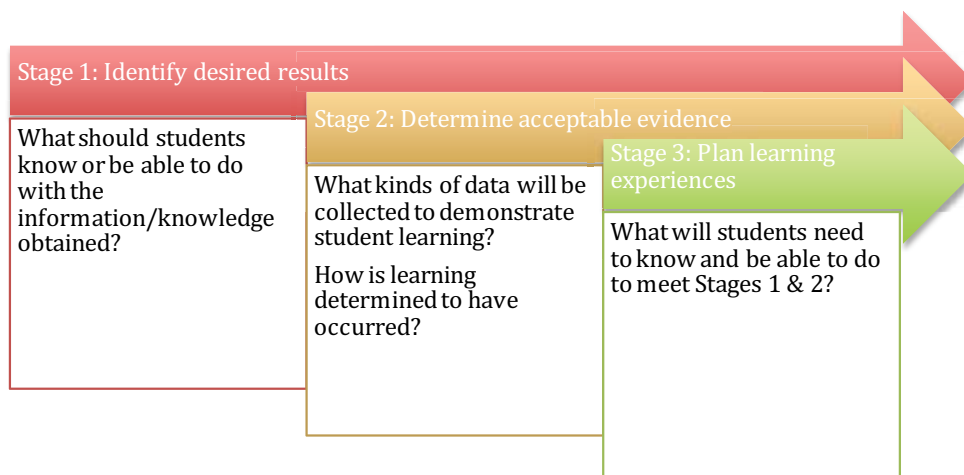 Stage 1: Identify desired results
What should students
know or be able to do
with the
information/knowledge
obtained?
Stage 2: Determine acceptable evidence
What kinds of data will be
collected to demonstrate
student learning?
How is learning
determined to have
occurred?
Stage 3: Plan learning
experiences
What will students need
to know and be able to do
to meet Stages 1 & 2?